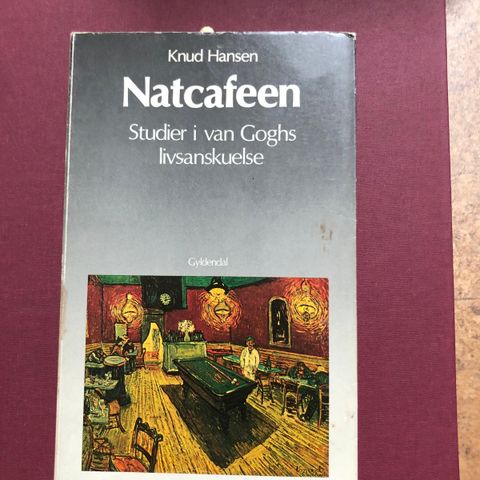 Knud Hansen
Natcafeen
Studier i van Goghs
livsanskuelse
Gyldendal